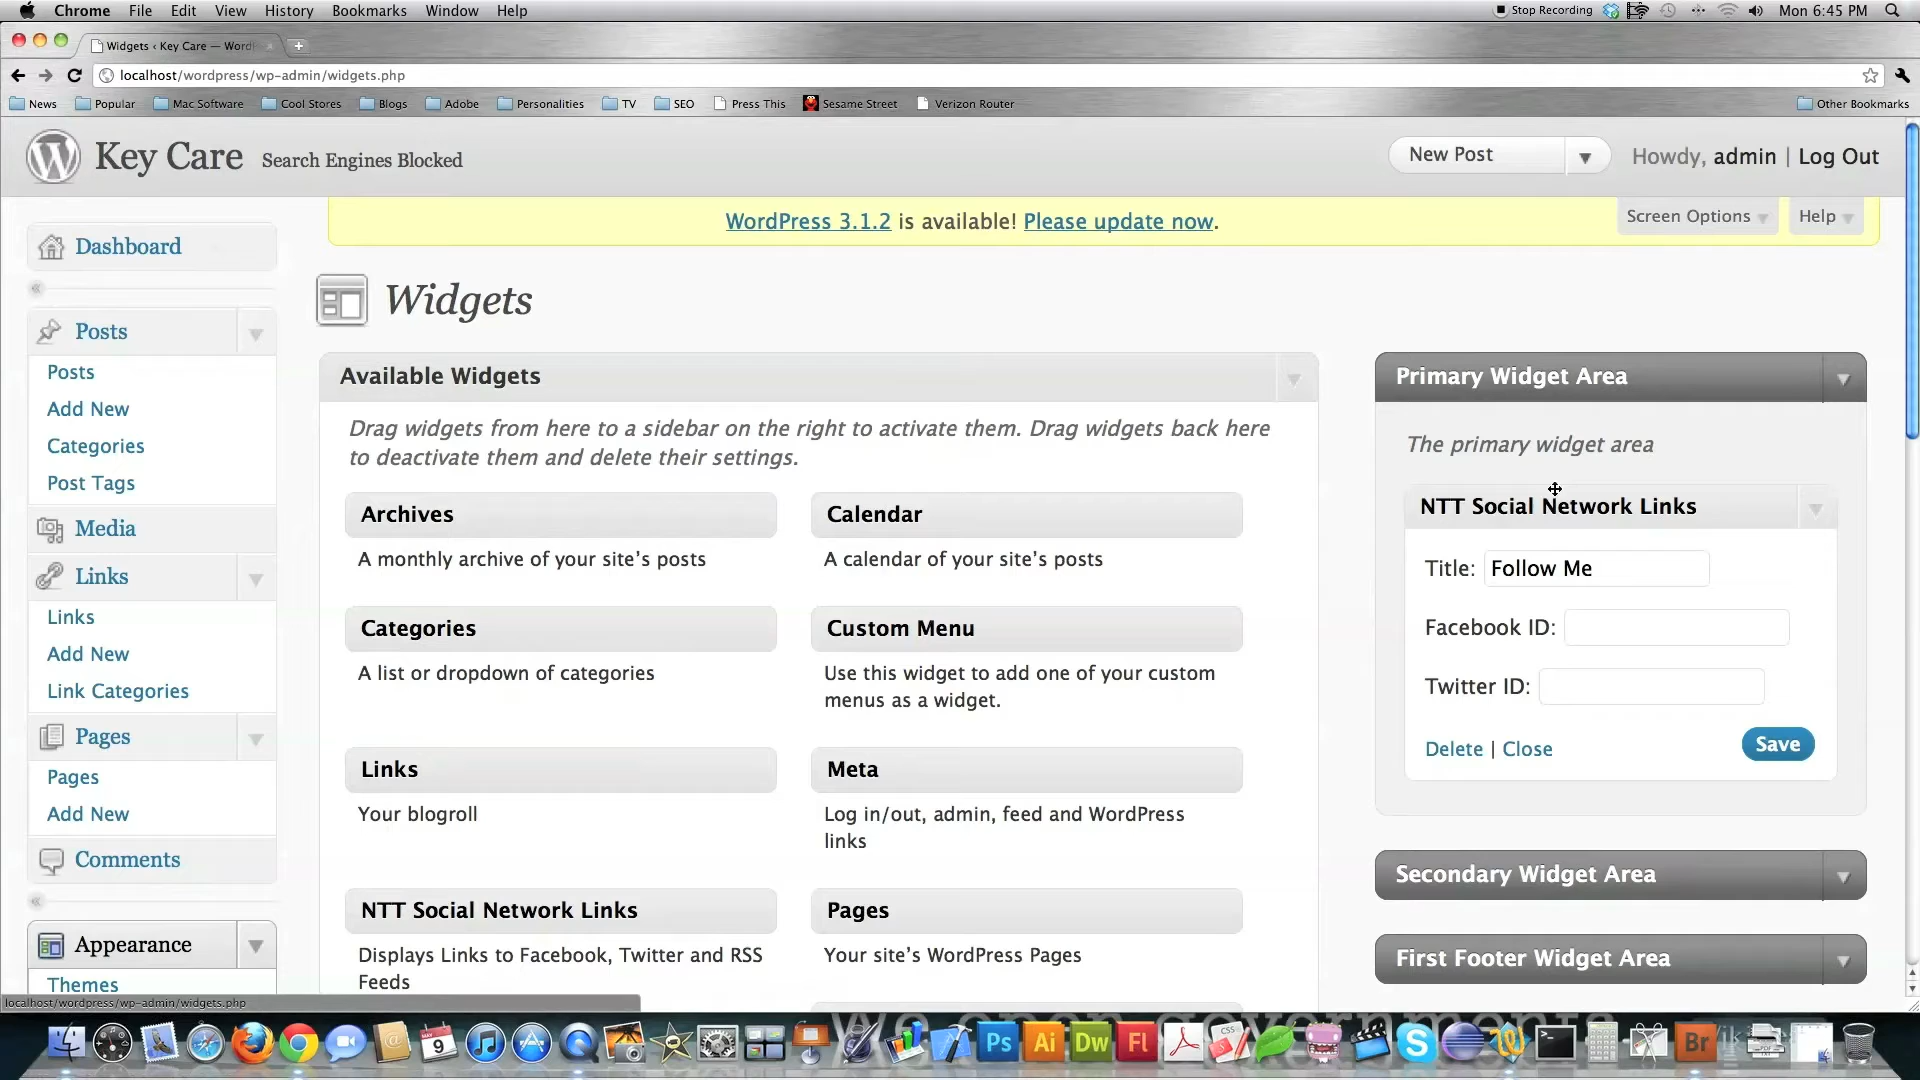 Chrome File Edit View History Bookmarks Window Help
Stop Recording Mon 6:45 PM
Widgets ‹ Key Care — Word
localhost/wordpress/wp-admin/widgets.php
News Popular Mac Software Cool Stores Blogs Adobe Personalities TV SEO Press This Sesame Street Verizon Router Other Bookmarks
Key Care Search Engines Blocked
New Post
Howdy, admin | Log Out
WordPress 3.1.2 is available! Please update now.
Screen Options
Help
Dashboard
Posts
Posts
Add New
Categories
Post Tags
Media
Links
Links
Add New
Link Categories
Pages
Pages
Add New
Comments
Appearance
Themes
Widgets
Available Widgets
Drag widgets from here to a sidebar on the right to activate them. Drag widgets back here
to deactivate them and delete their settings.
Archives
A monthly archive of your site's posts
Calendar
A calendar of your site's posts
Categories
A list or dropdown of categories
Custom Menu
Use this widget to add one of your custom
menus as a widget.
Links
Your blogroll
Meta
Log in/out, admin, feed and WordPress
links
NTT Social Network Links
Displays Links to Facebook, Twitter and RSS
Feeds
Pages
Your site's WordPress Pages
Primary Widget Area
The primary widget area
NTT Social Network Links
Title: Follow Me
Facebook ID:
Twitter ID:
Delete | Close
Save
Secondary Widget Area
First Footer Widget Area
localhost/wordpress/wp-admin/widgets.php
9
Ps
Ai
Dw
Fl
CSS
Br